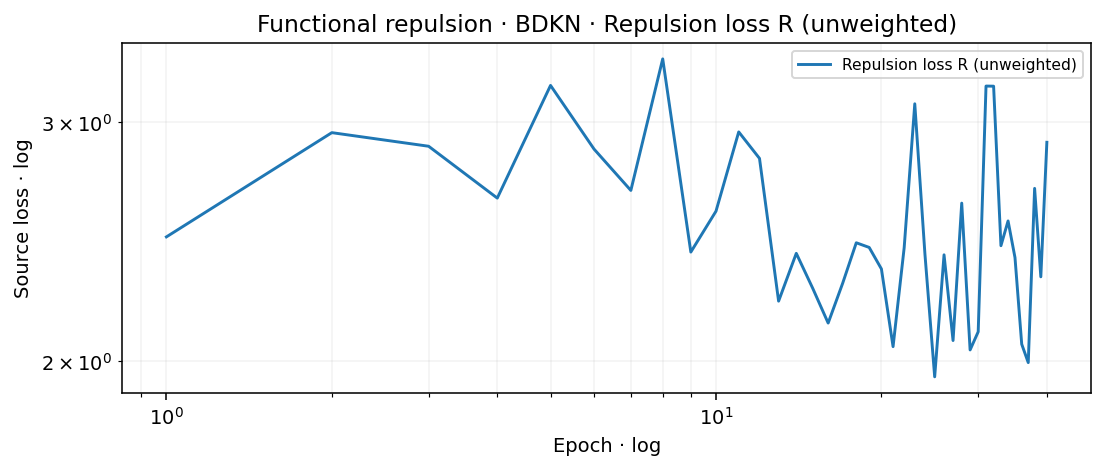 Functional repulsion · BDKN · Repulsion loss R (unweighted)
Repulsion loss R (unweighted)
Source loss · log
3 × 10⁰
2 × 10⁰
10⁰ 10¹
Epoch · log